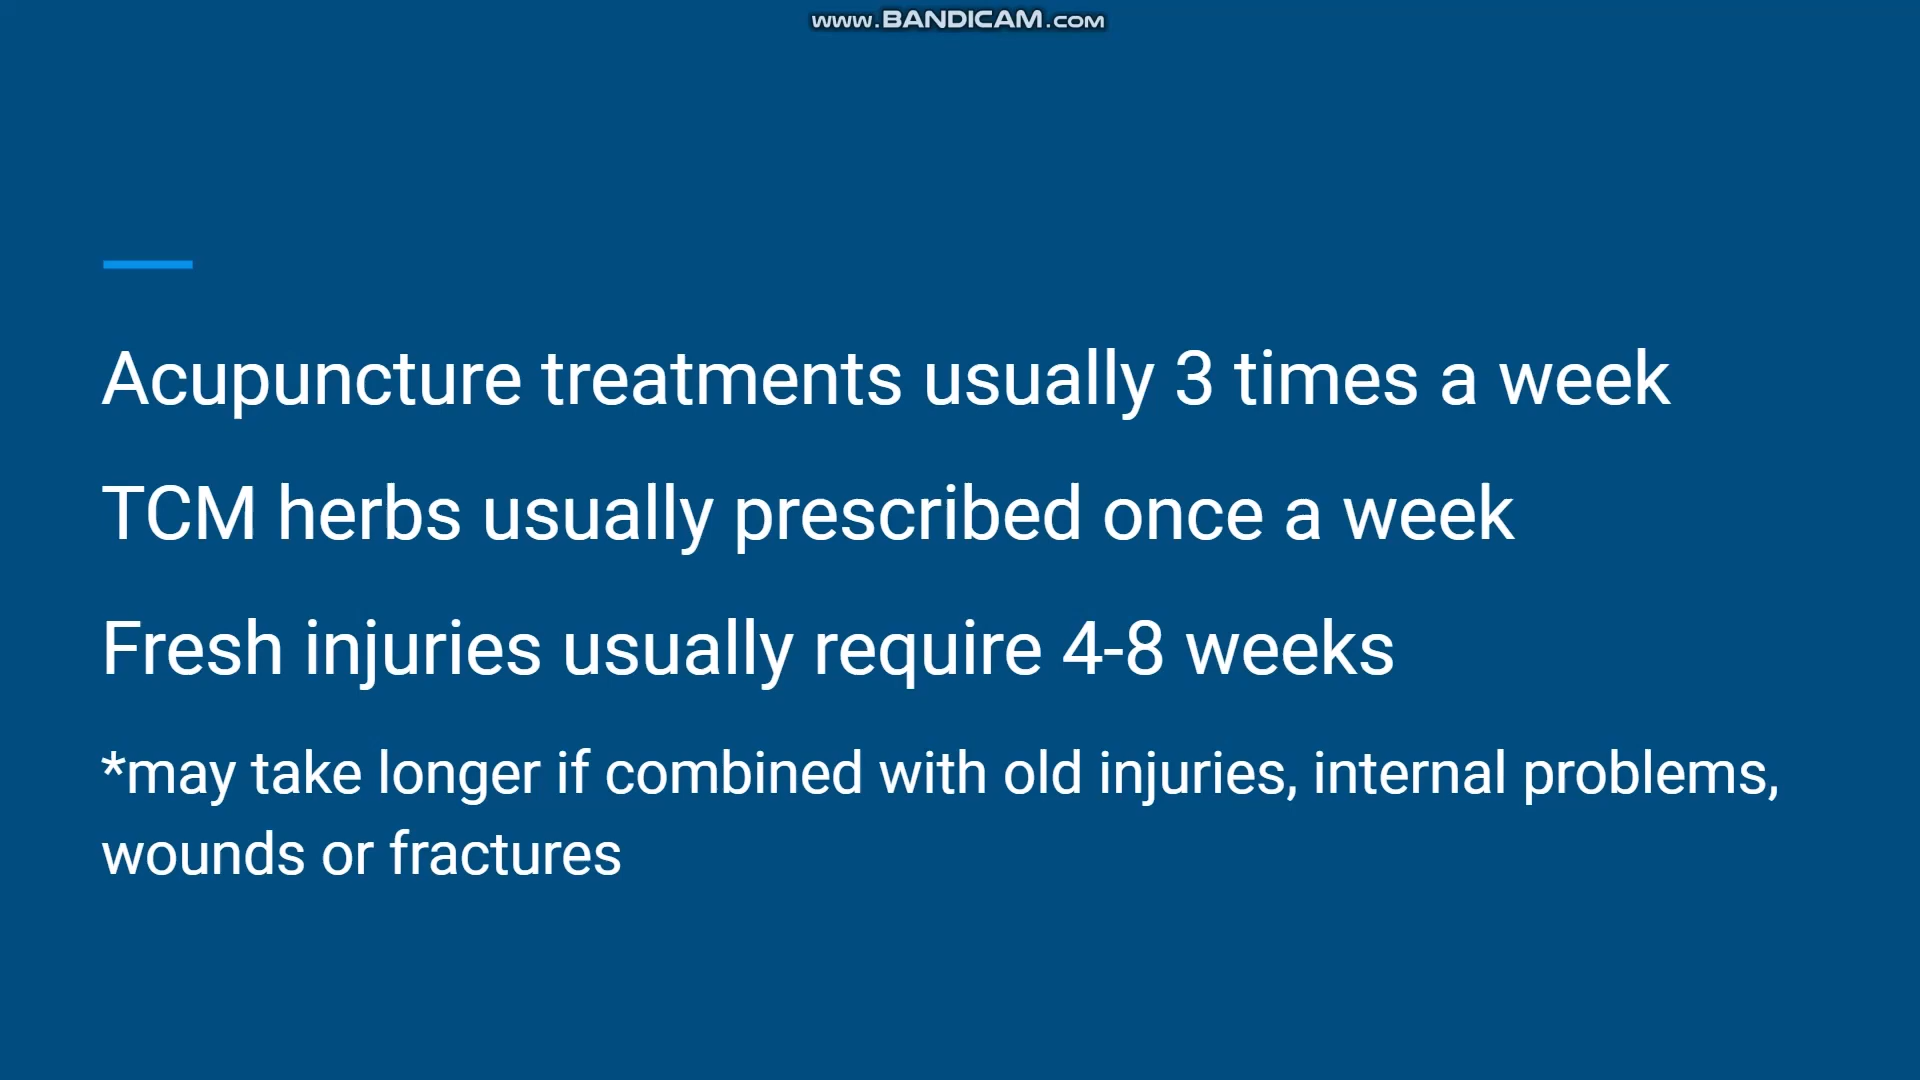 www.BANDICAM.com
Acupuncture treatments usually 3 times a week
TCM herbs usually prescribed once a week
Fresh injuries usually require 4-8 weeks
*may take longer if combined with old injuries, internal problems,
wounds or fractures